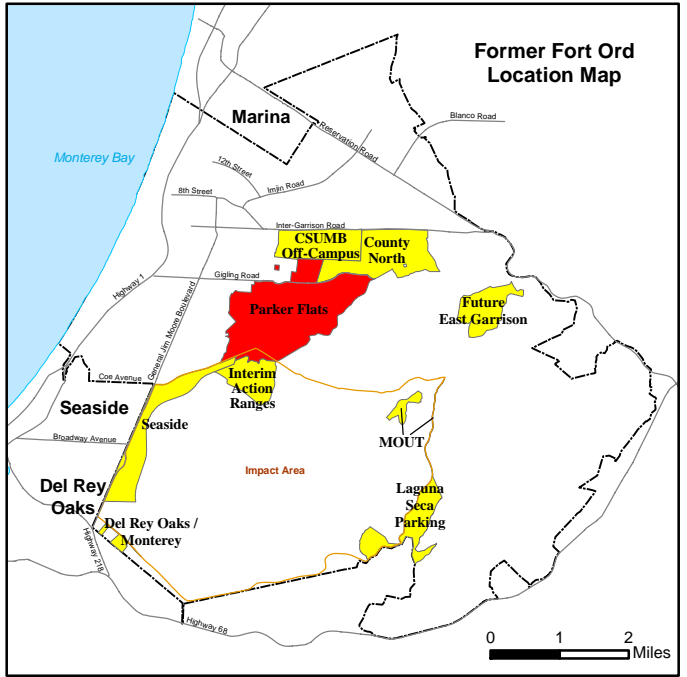 Former Fort Ord
Location Map
Marina
Blanco Road
Reservation Road
Monterey Bay
12th Street
Imjin Road
8th Street
Inter-Garrison Road
CSUMB
Off-Campus
County
North
Gigling Road
Highway 1
General Jim Moore Boulevard
Parker Flats
Future
East Garrison
Coe Avenue
Interim
Action
Ranges
Seaside
Seaside
Broadway Avenue
MOUT
Impact Area
Del Rey
Oaks
Laguna
Seca
Parking
Del Rey Oaks /
Monterey
Highway 218
Highway 68
0 1 2
Miles